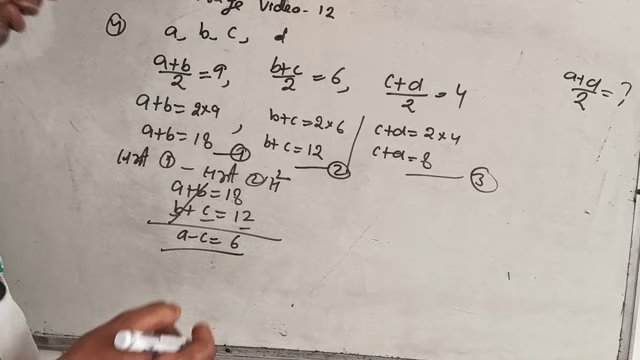 Video-12
4) a, b, c, d
a+b/2 = 9, b+c/2 = 6, c+d/2 = 4 a+d/2 = ?
a+b = 2×9, b+c = 2×6 c+d = 2×4
a+b = 18 —① b+c = 12 —② c+d = 8 —③
① - ② से
a+b = 18
b+c = 12
a-c = 6